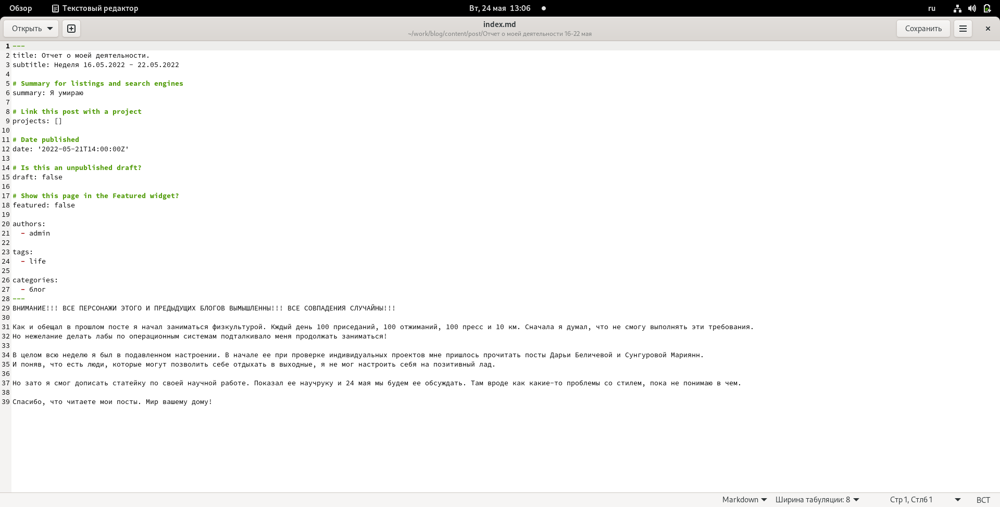 Обзор Текстовый редактор Вт, 24 мая 13:06 ru
Открыть index.md Сохранить
~/work/blog/content/post/Отчет о моей деятельности 16-22 мая
1 ---
2 title: Отчет о моей деятельности.
3 subtitle: Неделя 16.05.2022 - 22.05.2022
4
5 # Summary for listings and search engines
6 summary: Я умираю
7
8 # Link this post with a project
9 projects: []
10
11 # Date published
12 date: '2022-05-21T14:00:00Z'
13
14 # Is this an unpublished draft?
15 draft: false
16
17 # Show this page in the Featured widget?
18 featured: false
19
20 authors:
21 - admin
22
23 tags:
24 - life
25
26 categories:
27 - блог
28 ---
29 ВНИМАНИЕ!!! ВСЕ ПЕРСОНАЖИ ЭТОГО И ПРЕДЫДУЩИХ БЛОГОВ ВЫМЫШЛЕННЫ!!! ВСЕ СОВПАДЕНИЯ СЛУЧАЙНЫ!!!
30
31 Как и обещал в прошлом посте я начал заниматься физкультурой. Кждый день 100 приседаний, 100 отжиманий, 100 пресс и 10 км. Сначала я думал, что не смогу выполнять эти требования.
32 Но нежелание делать лабы по операционным системам подталкивало меня продолжать заниматься!
33
34 В целом всю неделю я был в подавленном настроении. В начале ее при проверке индивидуальных проектов мне пришлось прочитать посты Дарьи Беличевой и Сунгуровой Мариянн.
35 И поняв, что есть люди, которые могут позволить себе отдыхать в выходные, я не мог настроить себя на позитивный лад.
36
37 Но зато я смог дописать статейку по своей научной работе. Показал ее научруку и 24 мая мы будем ее обсуждать. Там вроде как какие-то проблемы со стилем, пока не понимаю в чем.
38
39 Спасибо, что читаете мои посты. Мир вашему дому!
Markdown Ширина табуляции: 8 Стр 1, Стлб 1 ВСТ